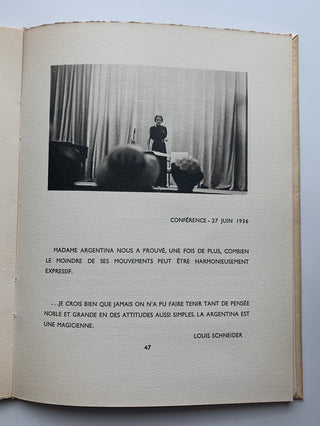 CONFÉRENCE - 27 JUIN 1936
MADAME ARGENTINA NOUS A PROUVÉ, UNE FOIS DE PLUS, COMBIEN
LE MOINDRE DE SES MOUVEMENTS PEUT ÊTRE HARMONIEUSEMENT
EXPRESSIF.
...JE CROIS BIEN QUE JAMAIS ON N'A PU FAIRE TENIR TANT DE PENSÉE
NOBLE ET GRANDE EN DES ATTITUDES AUSSI SIMPLES. LA ARGENTINA EST
UNE MAGICIENNE.
LOUIS SCHNEIDER
47